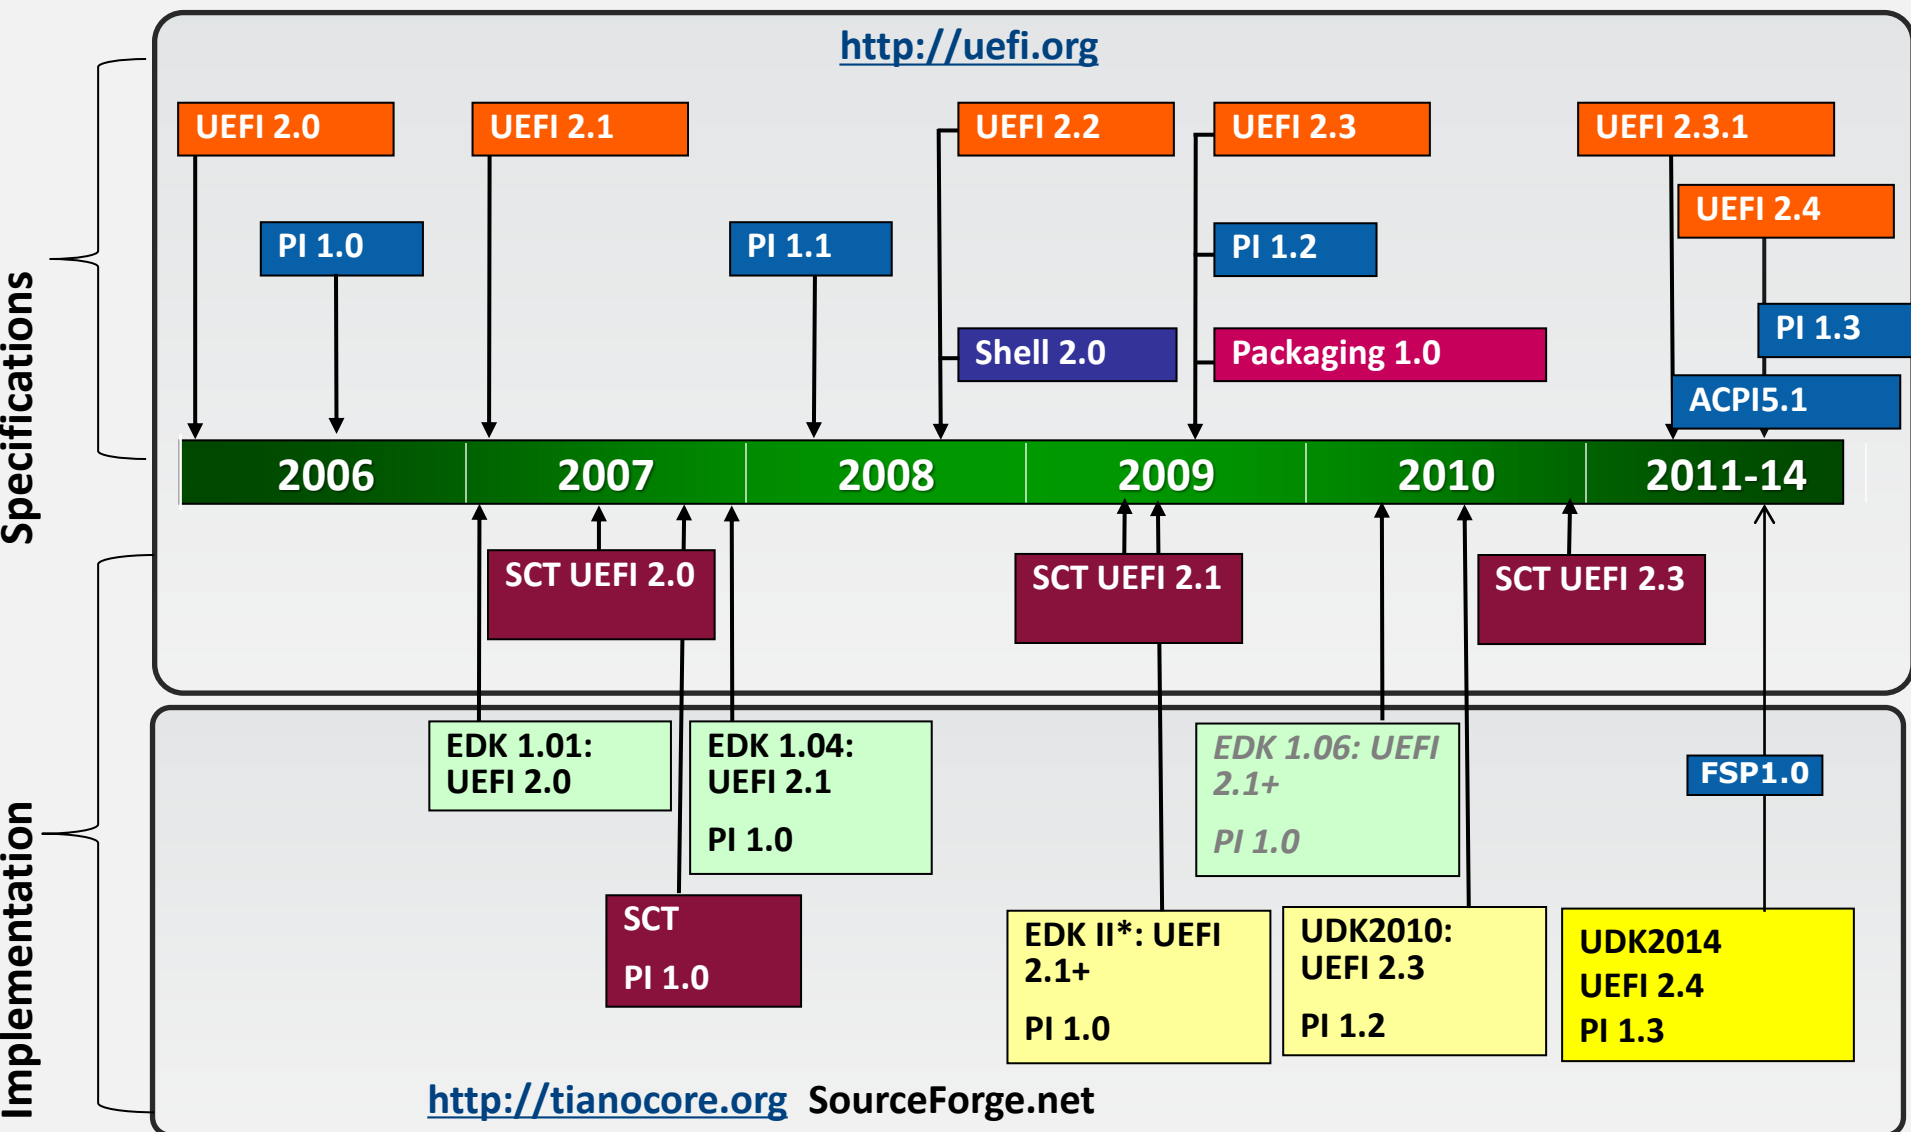 http://uefi.org
UEFI 2.0
UEFI 2.1
UEFI 2.2
UEFI 2.3
UEFI 2.3.1
UEFI 2.4
PI 1.0
PI 1.1
PI 1.2
PI 1.3
Shell 2.0
Packaging 1.0
ACPI5.1
Specifications
2006
2007
2008
2009
2010
2011-14
SCT UEFI 2.0
SCT UEFI 2.1
SCT UEFI 2.3
Implementation
EDK 1.01:
UEFI 2.0
EDK 1.04:
UEFI 2.1
PI 1.0
EDK 1.06: UEFI
2.1+
PI 1.0
FSP1.0
SCT
PI 1.0
EDK II*: UEFI
2.1+
PI 1.0
UDK2010:
UEFI 2.3
PI 1.2
UDK2014
UEFI 2.4
PI 1.3
http://tianocore.org SourceForge.net